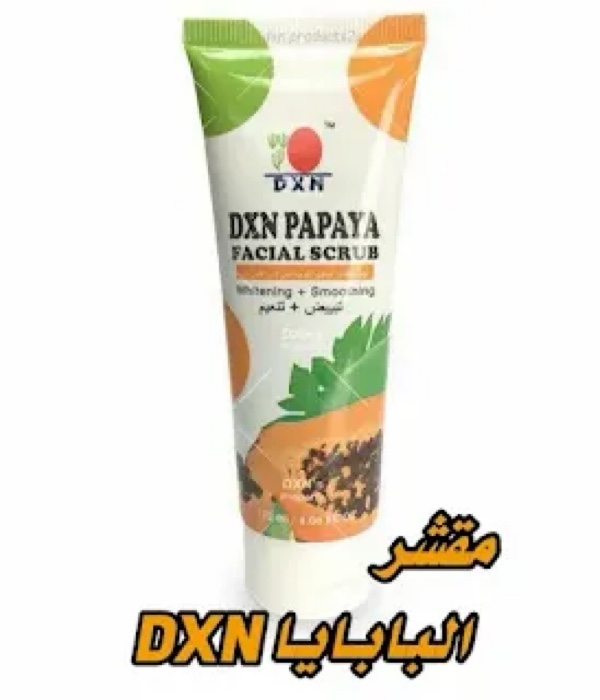 DXN
DXN PAPAYA
FACIAL SCRUB
Whitening + Smoothing
تبييض + تنعيم
مقشر
البابايا DXN